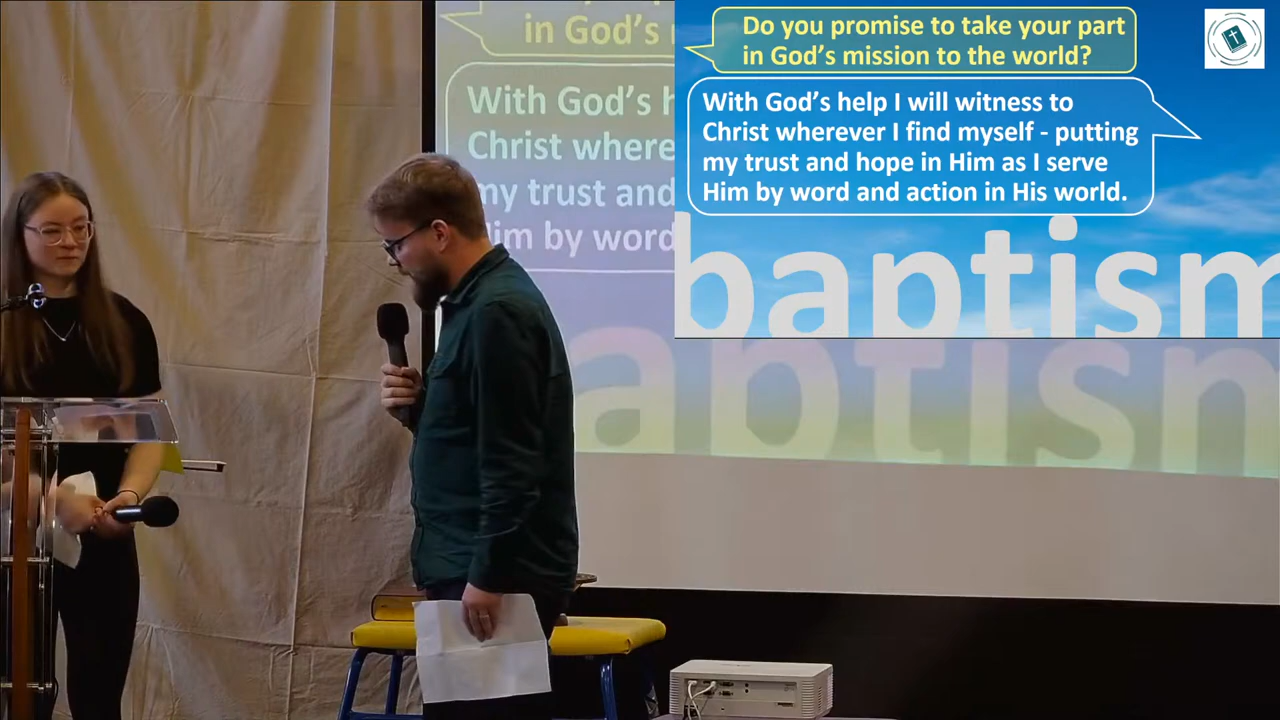 Do you promise to take your part
in God's mission to the world?
With God's help I will witness to
Christ wherever I find myself - putting
my trust and hope in Him as I serve
Him by word and action in His world.
baptism
in God's
With God's h
Christ where
my trust and
Him by word
aptism